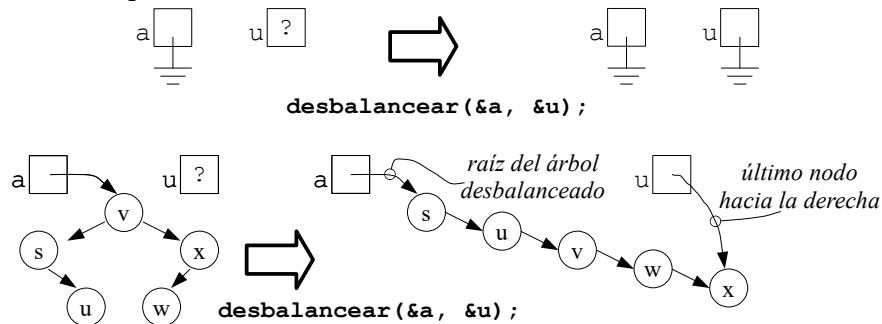 a u ? a u
desbalancear(&a, &u);
a u ? a raíz del árbol u último nodo
desbalanceado hacia la derecha
v
s x
u w
s
u
v
w
x
desbalancear(&a, &u);